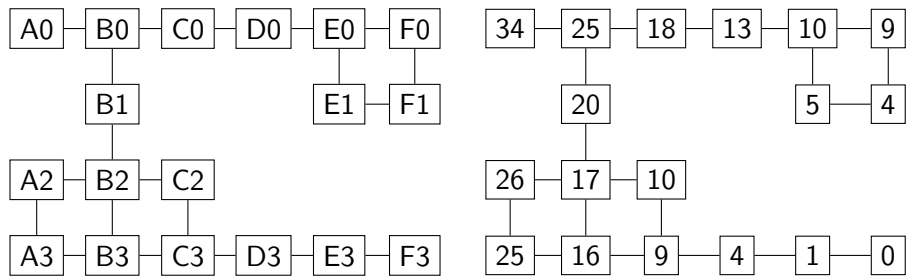 A0 B0 C0 D0 E0 F0 34 25 18 13 10 9
B1 E1 F1 20 5 4
A2 B2 C2 26 17 10
A3 B3 C3 D3 E3 F3 25 16 9 4 1 0